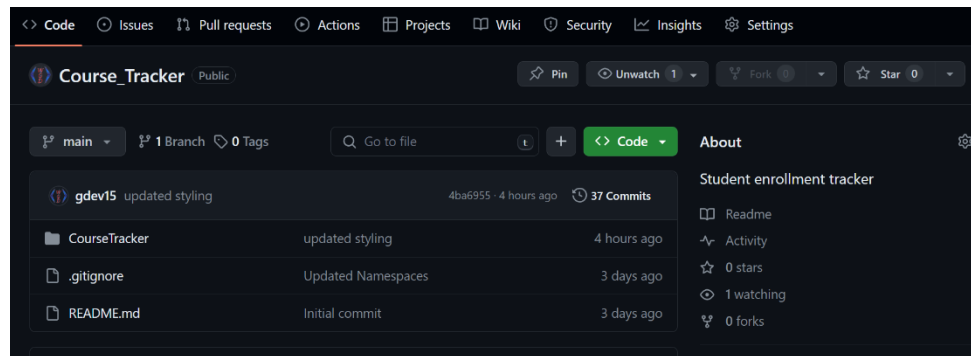 Code Issues Pull requests Actions Projects Wiki Security Insights Settings
Course_Tracker Public Pin Unwatch 1 Fork 0 Star 0
main 1 Branch 0 Tags Go to file t + Code About
Student enrollment tracker
gdev15 updated styling 4ba6955 · 4 hours ago 37 Commits
Readme
CourseTracker updated styling 4 hours ago
Activity
.gitignore Updated Namespaces 3 days ago
0 stars
1 watching
README.md Initial commit 3 days ago
0 forks